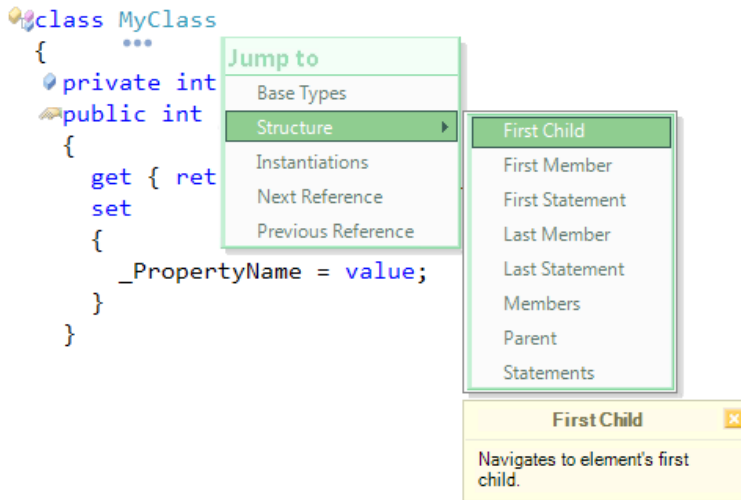 class MyClass
{
private int
public int
{
get { ret
set
{
_PropertyName = value;
}
}
Jump to
Base Types
Structure
Instantiations
Next Reference
Previous Reference
First Child
First Member
First Statement
Last Member
Last Statement
Members
Parent
Statements
First Child
Navigates to element's first
child.